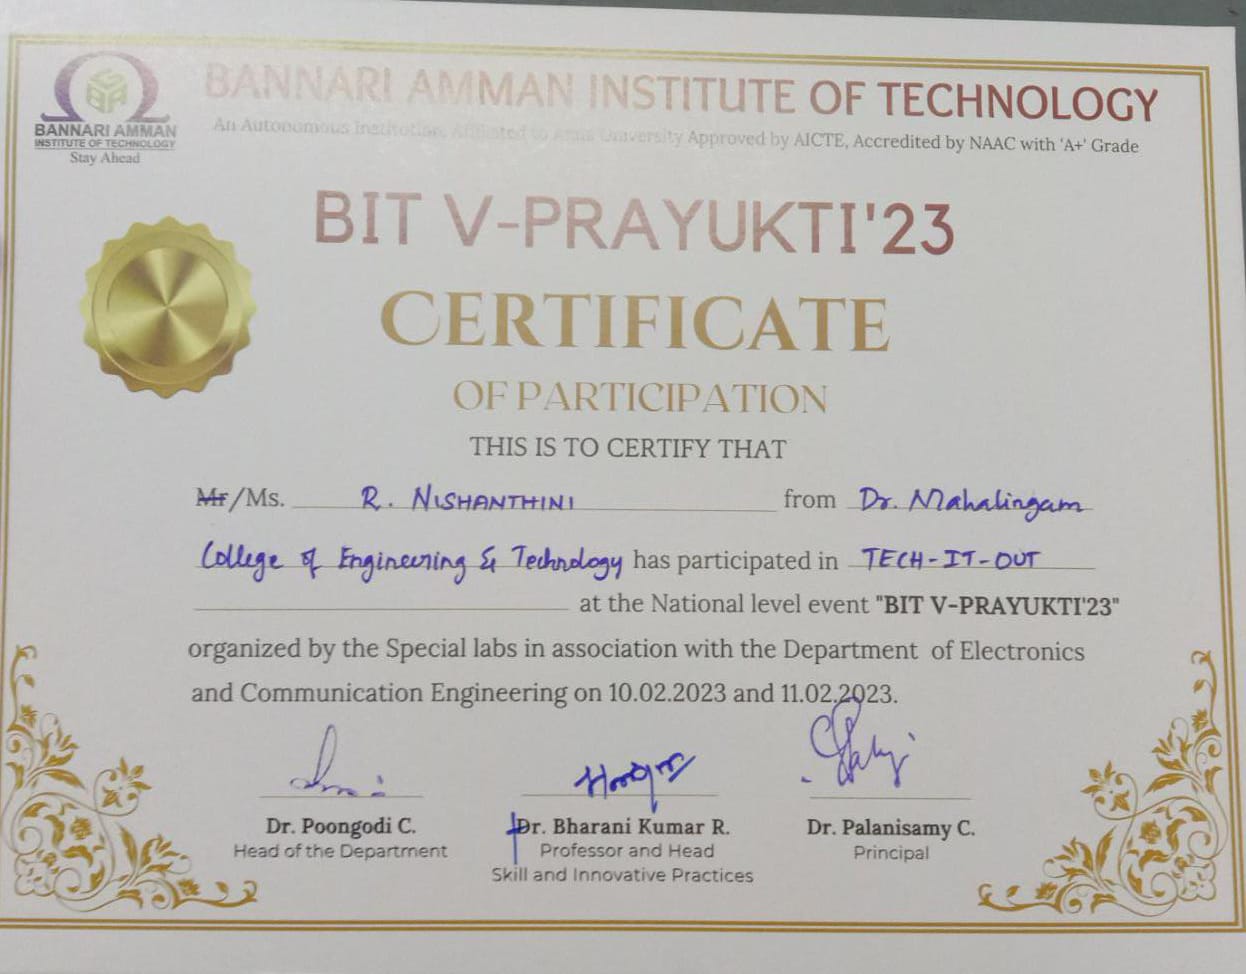 BANNARI AMMAN
INSTITUTE OF TECHNOLOGY
Stay Ahead
BANNARI AMMAN INSTITUTE OF TECHNOLOGY
An Autonomous Institution, Affiliated to Anna University Approved by AICTE, Accredited by NAAC with 'A+' Grade
BIT V-PRAYUKTI'23
CERTIFICATE
OF PARTICIPATION
THIS IS TO CERTIFY THAT
Mr/Ms. R. NISHANTHINI from Dr. Mahalingam
College of Engineering & Technology has participated in TECH-IT-OUT
at the National level event "BIT V-PRAYUKTI'23"
organized by the Special labs in association with the Department of Electronics
and Communication Engineering on 10.02.2023 and 11.02.2023.
Dr. Poongodi C. Dr. Bharani Kumar R. Dr. Palanisamy C.
Head of the Department Professor and Head Principal
Skill and Innovative Practices